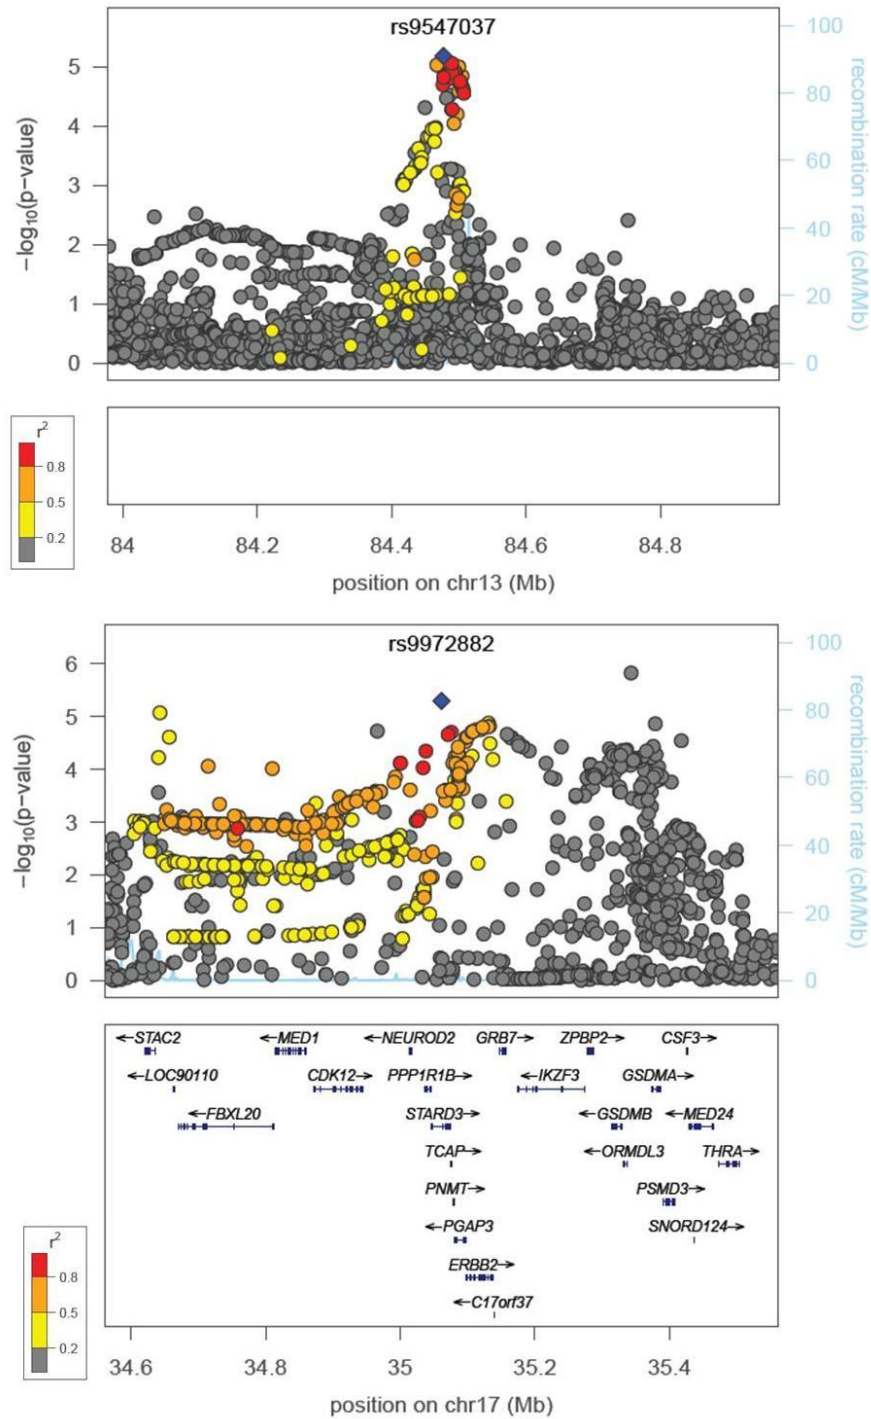 rs9547037
5
4
3
2
1
0
−log10(p−value)
100
80
60
40
20
0
recombination rate (cM/Mb)
r2
0.8
0.5
0.2
84 84.2 84.4 84.6 84.8
position on chr13 (Mb)
rs9972882
6
5
4
3
2
1
0
−log10(p−value)
100
80
60
40
20
0
recombination rate (cM/Mb)
←STAC2 ←MED1 ←NEUROD2 GRB7→ ZPBP2→ CSF3→
←LOC90110 CDK12→ PPP1R1B→ ←IKZF3 GSDMA→
←FBXL20 STARD3→ ←GSDMB ←MED24
TCAP→ ←ORMDL3 THRA→
PNMT→ PSMD3→
←PGAP3 SNORD124→
ERBB2→
←C17orf37
r2
0.8
0.5
0.2
34.6 34.8 35 35.2 35.4
position on chr17 (Mb)